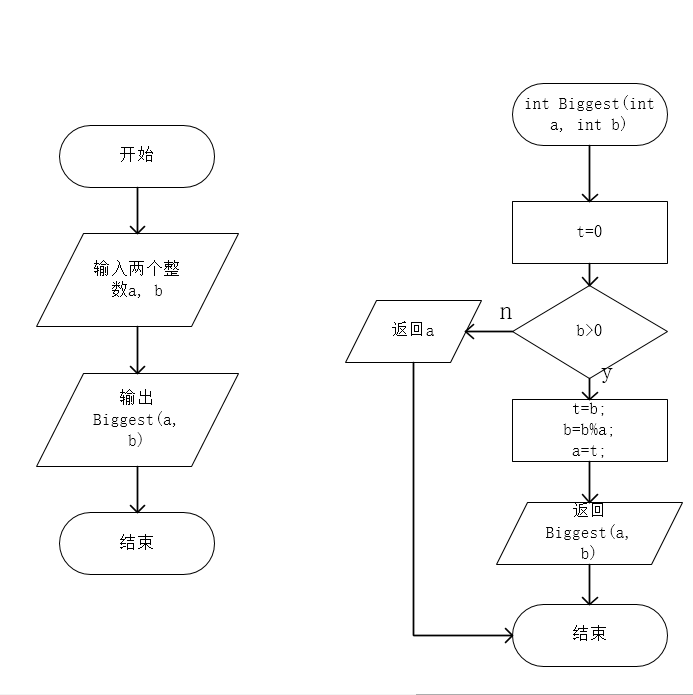 开始
输入两个整
数a, b
输出
Biggest(a,
b)
结束
int Biggest(int
a, int b)
t=0
b>0
n
返回a
y
t=b;
b=b%a;
a=t;
返回
Biggest(a,
b)
结束